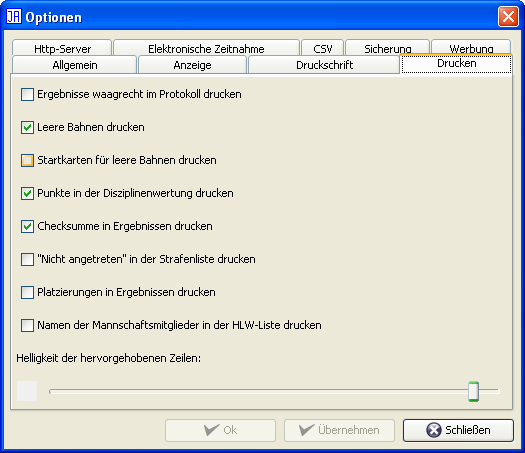 JA Optionen
Http-Server Elektronische Zeitnahme CSV Sicherung Werbung
Allgemein Anzeige Druckschrift Drucken
Ergebnisse waagrecht im Protokoll drucken
Leere Bahnen drucken
Startkarten für leere Bahnen drucken
Punkte in der Disziplinenwertung drucken
Checksumme in Ergebnissen drucken
"Nicht angetreten" in der Strafenliste drucken
Platzierungen in Ergebnissen drucken
Namen der Mannschaftsmitglieder in der HLW-Liste drucken
Helligkeit der hervorgehobenen Zeilen:
Ok Übernehmen Schließen